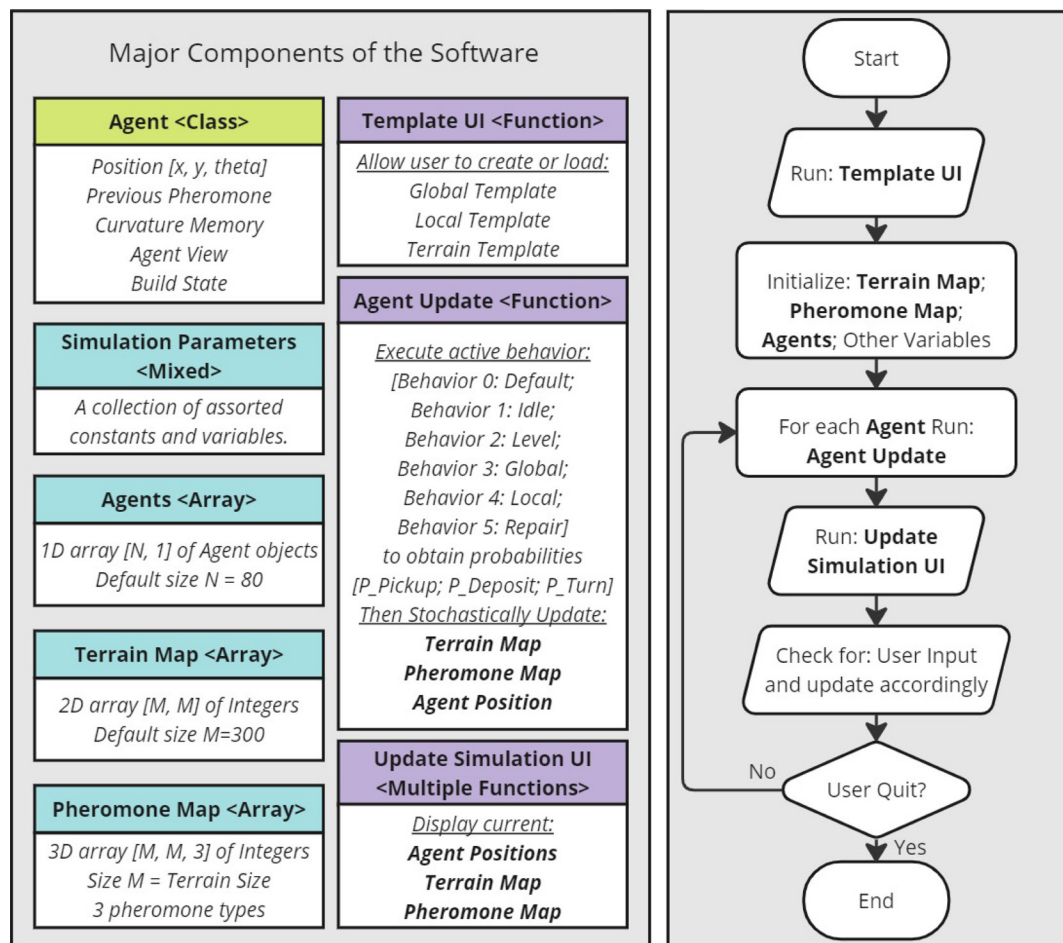 Major Components of the Software
Agent <Class>
Position [x, y, theta]
Previous Pheromone
Curvature Memory
Agent View
Build State
Simulation Parameters
<Mixed>
A collection of assorted
constants and variables.
Agents <Array>
1D array [N, 1] of Agent objects
Default size N = 80
Terrain Map <Array>
2D array [M, M] of Integers
Default size M=300
Pheromone Map <Array>
3D array [M, M, 3] of Integers
Size M = Terrain Size
3 pheromone types
Template UI <Function>
Allow user to create or load:
Global Template
Local Template
Terrain Template
Agent Update <Function>
Execute active behavior:
[Behavior 0: Default;
Behavior 1: Idle;
Behavior 2: Level;
Behavior 3: Global;
Behavior 4: Local;
Behavior 5: Repair]
to obtain probabilities
[P_Pickup; P_Deposit; P_Turn]
Then Stochastically Update:
Terrain Map
Pheromone Map
Agent Position
Update Simulation UI
<Multiple Functions>
Display current:
Agent Positions
Terrain Map
Pheromone Map
Start
Run: Template UI
Initialize: Terrain Map;
Pheromone Map;
Agents; Other Variables
For each Agent Run:
Agent Update
Run: Update
Simulation UI
Check for: User Input
and update accordingly
No
User Quit?
Yes
End